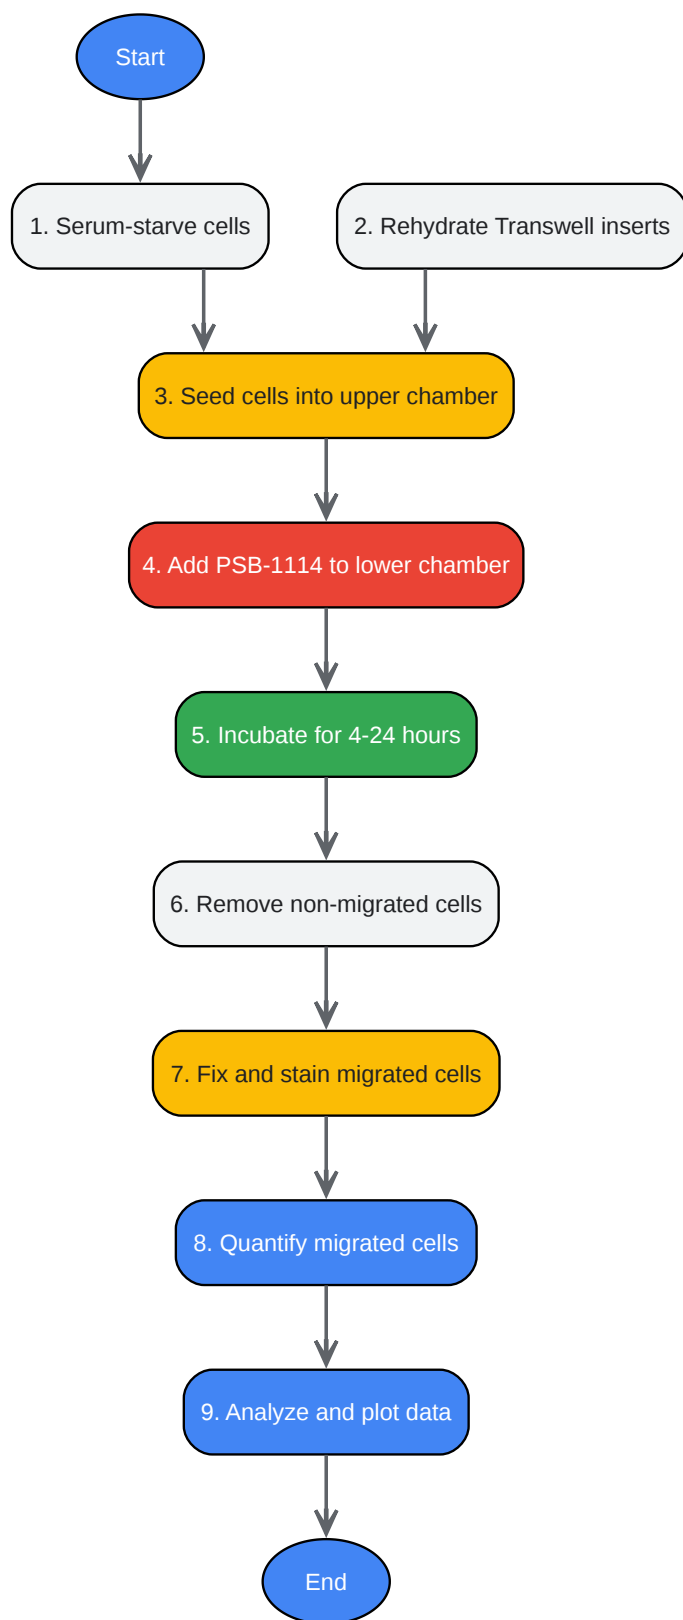 Start
1. Serum-starve cells
2. Rehydrate Transwell inserts
3. Seed cells into upper chamber
4. Add PSB-1114 to lower chamber
5. Incubate for 4-24 hours
6. Remove non-migrated cells
7. Fix and stain migrated cells
8. Quantify migrated cells
9. Analyze and plot data
End